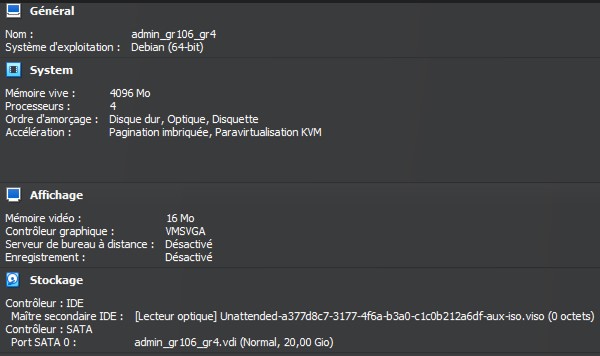 Général
Nom : admin_gr106_gr4
Système d'exploitation : Debian (64-bit)
System
Mémoire vive : 4096 Mo
Processeurs : 4
Ordre d'amorçage : Disque dur, Optique, Disquette
Accélération : Pagination imbriquée, Paravirtualisation KVM
Affichage
Mémoire vidéo : 16 Mo
Contrôleur graphique : VMSVGA
Serveur de bureau à distance : Désactivé
Enregistrement : Désactivé
Stockage
Contrôleur : IDE
Maître secondaire IDE : [Lecteur optique] Unattended-a377d8c7-3177-4f6a-b3a0-c1c0b212a6df-aux-iso.viso (0 octets)
Contrôleur : SATA
Port SATA 0 : admin_gr106_gr4.vdi (Normal, 20,00 Gio)